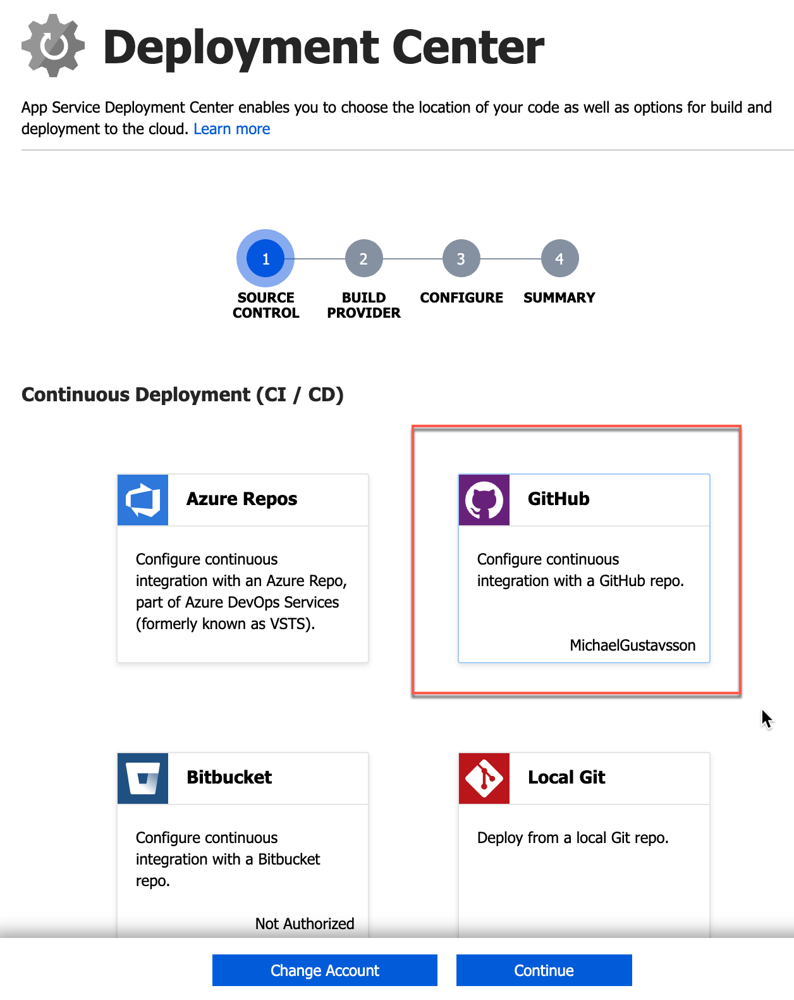 Deployment Center
App Service Deployment Center enables you to choose the location of your code as well as options for build and
deployment to the cloud. Learn more
1
2
3
4
SOURCE
CONTROL
BUILD
PROVIDER
CONFIGURE
SUMMARY
Continuous Deployment (CI / CD)
Azure Repos
Configure continuous
integration with an Azure Repo,
part of Azure DevOps Services
(formerly known as VSTS).
GitHub
Configure continuous
integration with a GitHub repo.
MichaelGustavsson
Bitbucket
Configure continuous
integration with a Bitbucket
repo.
Not Authorized
Local Git
Deploy from a local Git repo.
Change Account
Continue